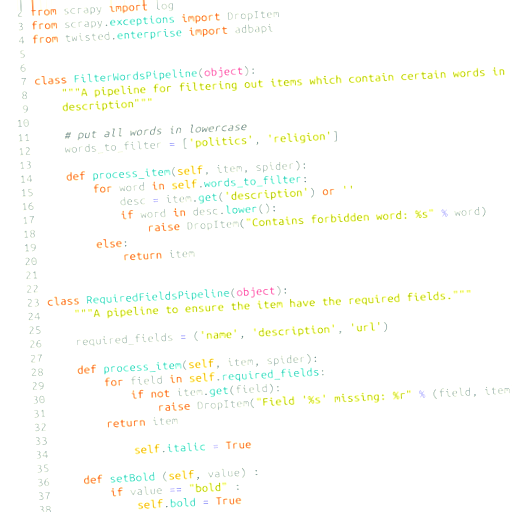 2 from scrapy import log
3 from scrapy.exceptions import DropItem
4 from twisted.enterprise import adbapi
5
6
7 class FilterWordsPipeline(object):
8 """A pipeline for filtering out items which contain certain words in
9 description"""
10
11 # put all words in lowercase
12 words_to_filter = ['politics', 'religion']
13
14 def process_item(self, item, spider):
15 for word in self.words_to_filter:
16 desc = item.get('description') or ''
17 if word in desc.lower():
18 raise DropItem("Contains forbidden word: %s" % word)
19 else:
20 return item
21
22
23 class RequiredFieldsPipeline(object):
24 """A pipeline to ensure the item have the required fields."""
25
26 required_fields = ('name', 'description', 'url')
27
28 def process_item(self, item, spider):
29 for field in self.required_fields:
30 if not item.get(field):
31 raise DropItem("Field '%s' missing: %r" % (field, item
32 return item
33
34 self.italic = True
35
36 def setBold (self, value) :
37 if value == "bold" :
38 self.bold = True